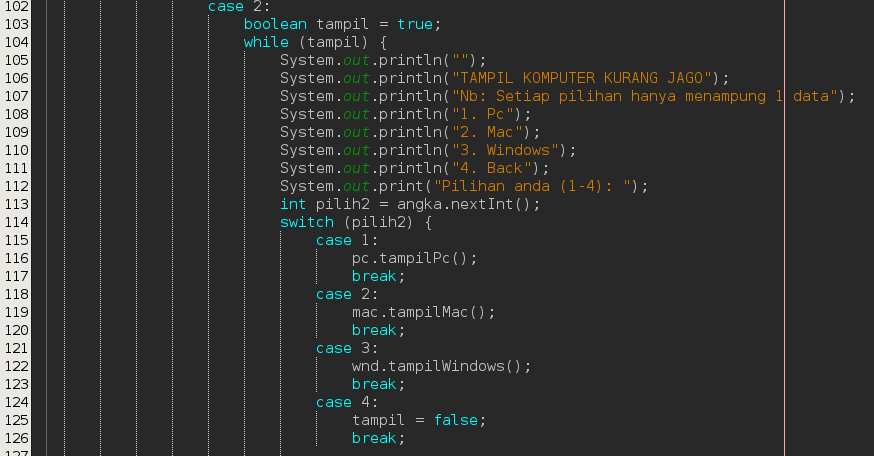 102 case 2:
103 boolean tampil = true;
104 while (tampil) {
105 System.out.println("");
106 System.out.println("TAMPIL KOMPUTER KURANG JAGO");
107 System.out.println("Nb: Setiap pilihan hanya menampung 1 data");
108 System.out.println("1. Pc");
109 System.out.println("2. Mac");
110 System.out.println("3. Windows");
111 System.out.println("4. Back");
112 System.out.print("Pilihan anda (1-4): ");
113 int pilih2 = angka.nextInt();
114 switch (pilih2) {
115 case 1:
116 pc.tampilPc();
117 break;
118 case 2:
119 mac.tampilMac();
120 break;
121 case 3:
122 wnd.tampilWindows();
123 break;
124 case 4:
125 tampil = false;
126 break;
127